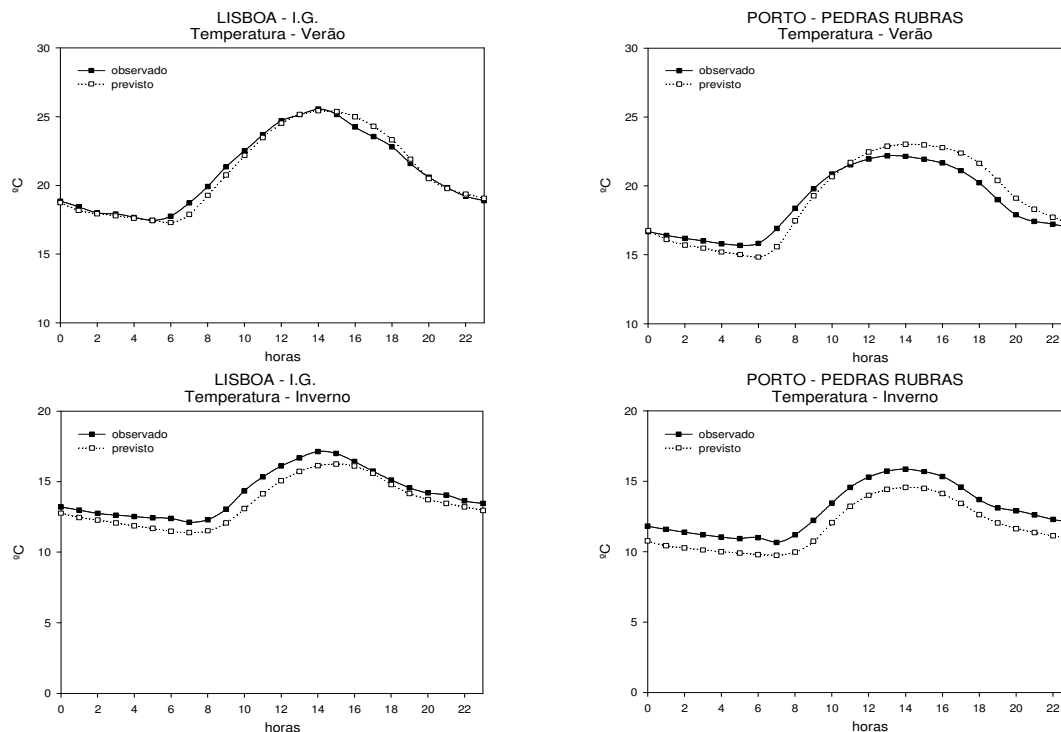 LISBOA - I.G.
Temperatura - Verão
30
25
20
15
10
ºC
observado
previsto
0 2 4 6 8 10 12 14 16 18 20 22
horas
PORTO - PEDRAS RUBRAS
Temperatura - Verão
30
25
20
15
10
ºC
observado
previsto
0 2 4 6 8 10 12 14 16 18 20 22
horas
LISBOA - I.G.
Temperatura - Inverno
20
15
10
5
0
ºC
observado
previsto
0 2 4 6 8 10 12 14 16 18 20 22
horas
PORTO - PEDRAS RUBRAS
Temperatura - Inverno
20
15
10
5
0
ºC
observado
previsto
0 2 4 6 8 10 12 14 16 18 20 22
horas